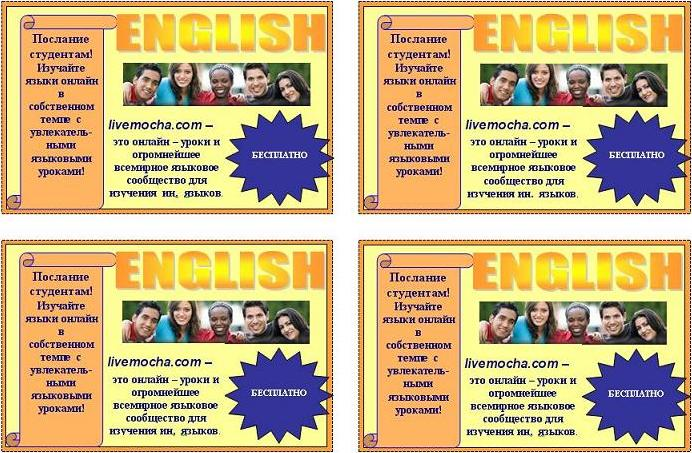 ENGLISH
Послание
студентам!
Изучайте
языки онлайн
в
собственном
темпе с
увлекатель-
ными
языковыми
уроками!
livemocha.com –
это онлайн – уроки и
огромнейшее
всемирное языковое
сообщество для
изучения ин, языков.
БЕСПЛАТНО
ENGLISH
Послание
студентам!
Изучайте
языки онлайн
в
собственном
темпе с
увлекатель-
ными
языковыми
уроками!
livemocha.com –
это онлайн – уроки и
огромнейшее
всемирное языковое
сообщество для
изучения ин. языков.
БЕСПЛАТНО
ENGLISH
Послание
студентам!
Изучайте
языки онлайн
в
собственном
темпе с
увлекатель-
ными
языковыми
уроками!
livemocha.com –
это онлайн – уроки и
огромнейшее
всемирное языковое
сообщество для
изучения ин, языков.
БЕСПЛАТНО
ENGLISH
Послание
студентам!
Изучайте
языки онлайн
в
собственном
темпе с
увлекатель-
ными
языковыми
уроками!
livemocha.com –
это онлайн – уроки и
огромнейшее
всемирное языковое
сообщество для
изучения ин, языков.
БЕСПЛАТНО